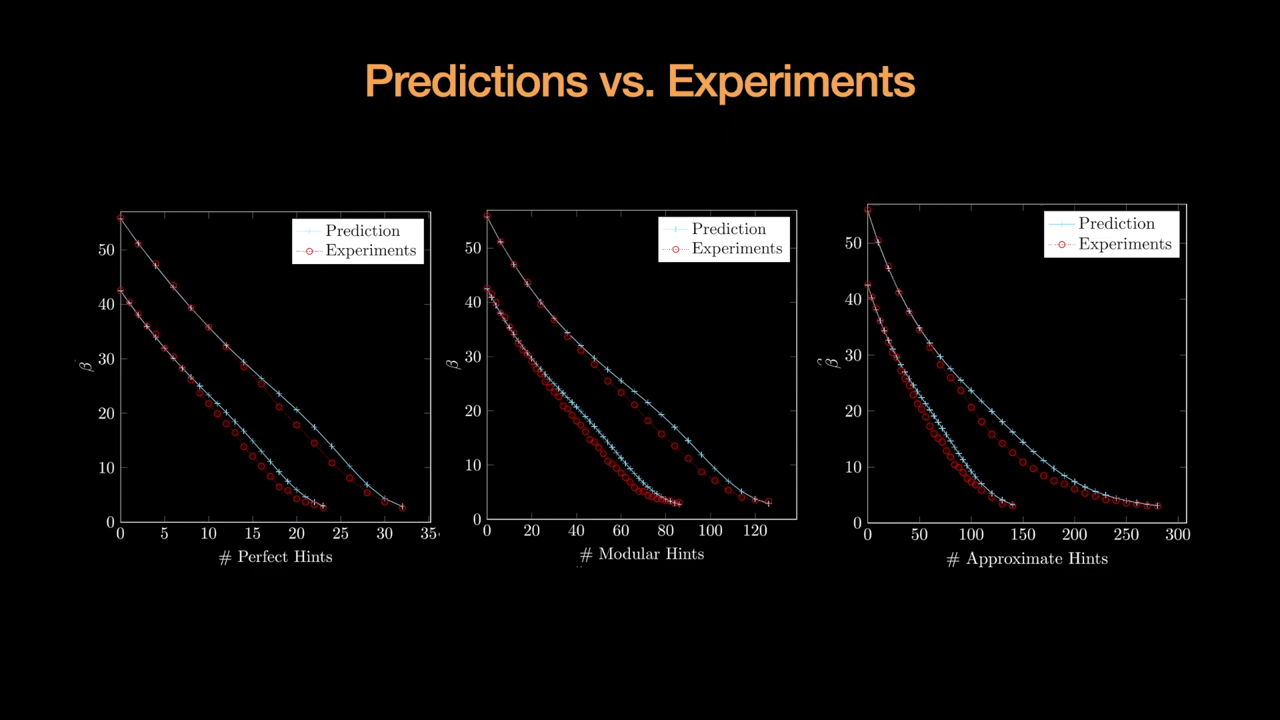 Predictions vs. Experiments
Prediction
Experiments
50
40
30
20
10
0
β
0 5 10 15 20 25 30 35
# Perfect Hints
Prediction
Experiments
50
40
30
20
10
0
β
0 20 40 60 80 100 120
# Modular Hints
Prediction
Experiments
50
40
30
20
10
0
β
0 50 100 150 200 250 300
# Approximate Hints